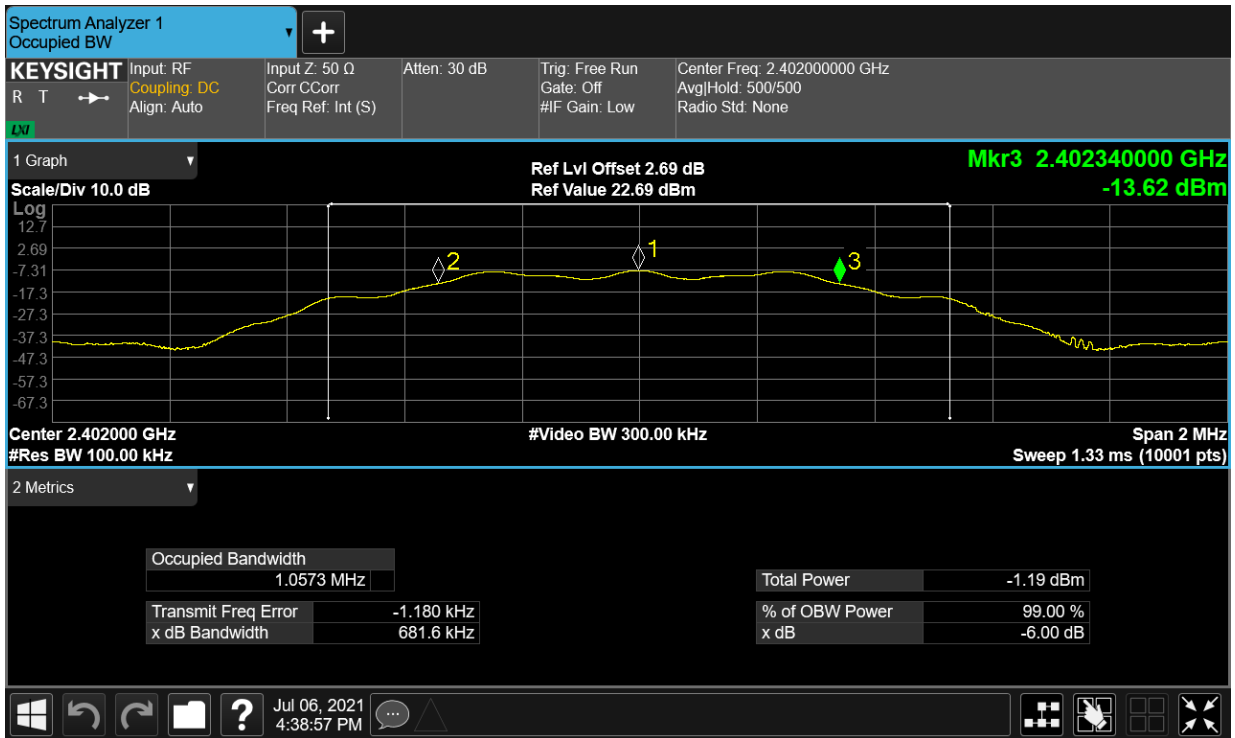 Spectrum Analyzer 1
Occupied BW
KEYSIGHT
R T
LXI
Input: RF
Coupling: DC
Align: Auto
Input Z: 50 Ω
Corr CCorr
Freq Ref: Int (S)
Atten: 30 dB
Trig: Free Run
Gate: Off
#IF Gain: Low
Center Freq: 2.402000000 GHz
Avg|Hold: 500/500
Radio Std: None
1 Graph
Scale/Div 10.0 dB
Ref Lvl Offset 2.69 dB
Ref Value 22.69 dBm
Mkr3 2.402340000 GHz
-13.62 dBm
Log
12.7
2.69
-7.31
-17.3
-27.3
-37.3
-47.3
-57.3
-67.3
2
1
3
Center 2.402000 GHz
#Video BW 300.00 kHz
Span 2 MHz
#Res BW 100.00 kHz
Sweep 1.33 ms (10001 pts)
2 Metrics
Occupied Bandwidth
1.0573 MHz
Transmit Freq Error -1.180 kHz
x dB Bandwidth 681.6 kHz
Total Power -1.19 dBm
% of OBW Power 99.00 %
x dB -6.00 dB
?
Jul 06, 2021
4:38:57 PM